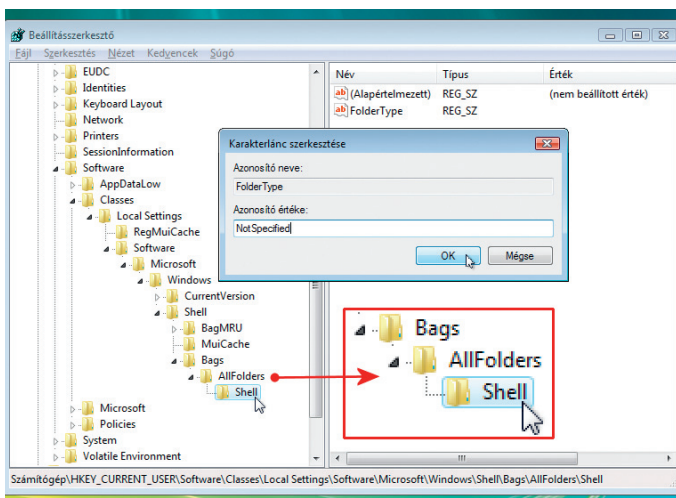 Beállításszerkesztő
Fájl Szerkesztés Nézet Kedvencek Súgó
EUDC
Identities
Keyboard Layout
Network
Printers
SessionInformation
Software
AppDataLow
Classes
Local Settings
RegMuiCache
Software
Microsoft
Windows
CurrentVersion
Shell
BagMRU
MuiCache
Bags
AllFolders
Shell
Microsoft
Policies
System
Volatile Environment
Név Típus Érték
(Alapértelmezett) REG_SZ (nem beállított érték)
FolderType REG_SZ
Karakterlánc szerkesztése
Azonosító neve:
FolderType
Azonosító értéke:
NotSpecified
OK Mégse
Bags
AllFolders
Shell
Számítógép\HKEY_CURRENT_USER\Software\Classes\Local Settings\Software\Microsoft\Windows\Shell\Bags\AllFolders\Shell